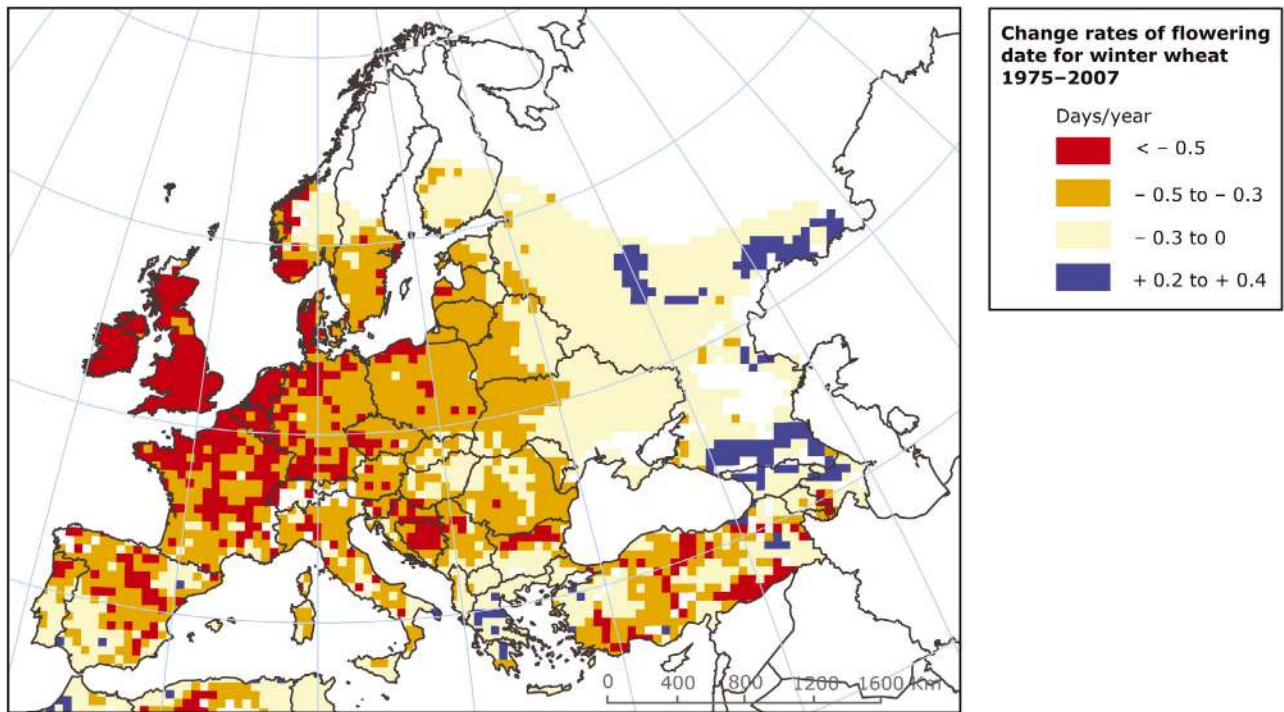 Change rates of flowering
date for winter wheat
1975–2007
Days/year
< – 0.5
– 0.5 to – 0.3
– 0.3 to 0
+ 0.2 to + 0.4
0 400 800 1200 1600 Km